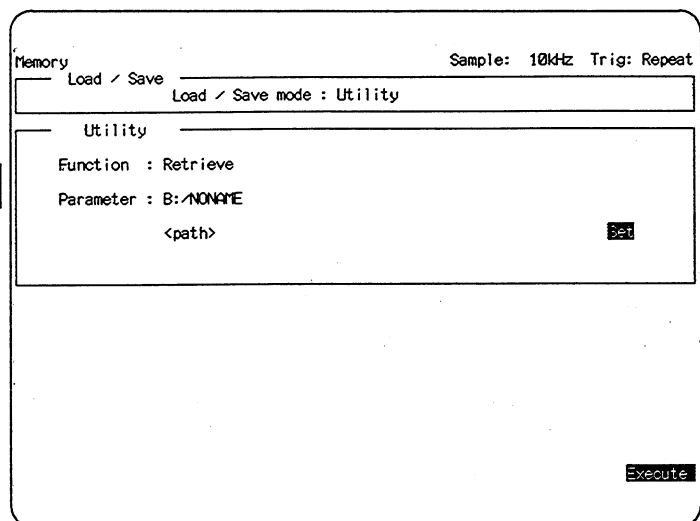 Memory Sample: 10kHz Trig: Repeat
Load / Save
Load / Save mode : Utility
Utility
Function : Retrieve
Parameter : B:/NONAME
<path> Set
Execute